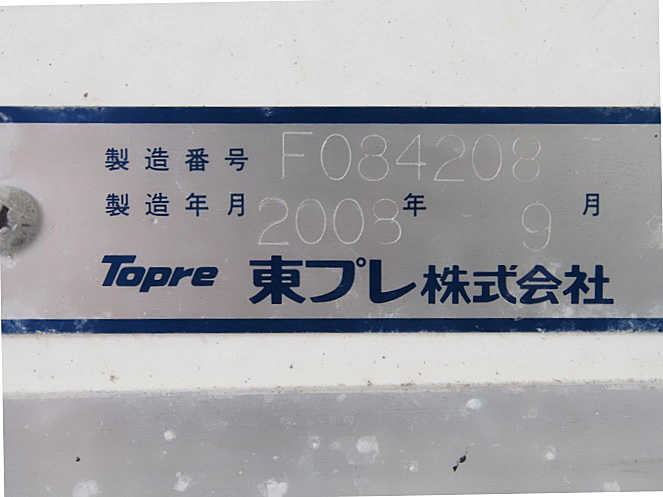 製造番号 F084208
製造年月 2008年 9月
Topre 東プレ株式会社